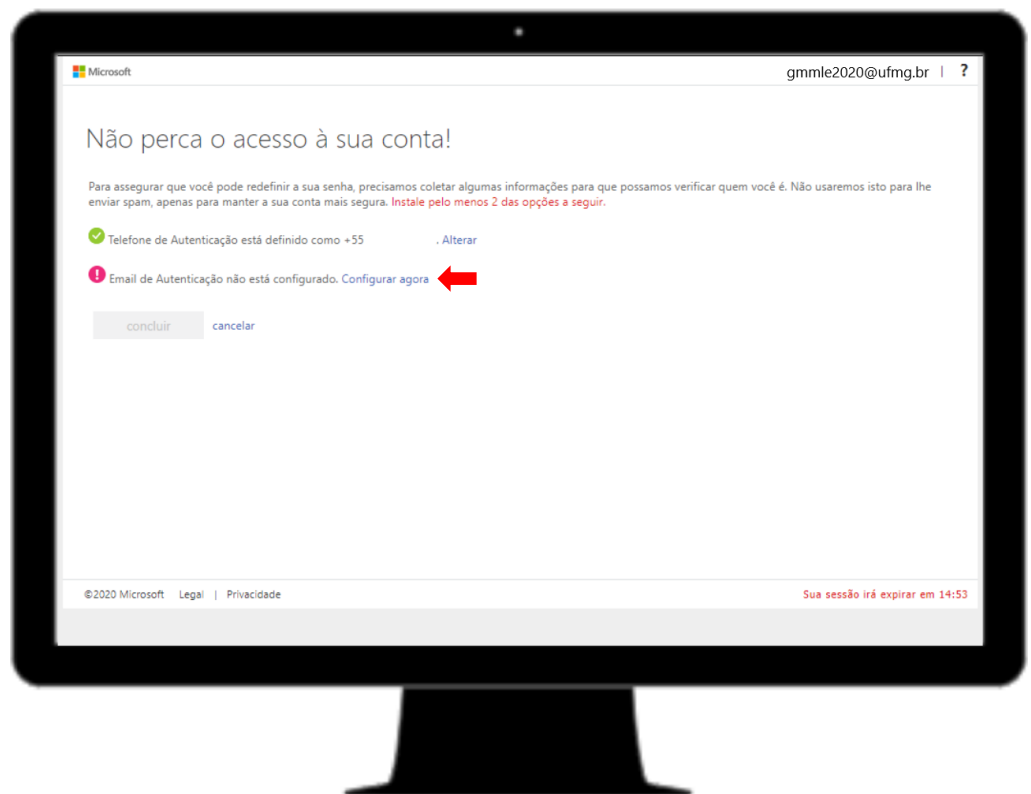 Microsoft
gmmle2020@ufmg.br | ?
Não perca o acesso à sua conta!
Para assegurar que você pode redefinir a sua senha, precisamos coletar algumas informações para que possamos verificar quem você é. Não usaremos isto para lhe
enviar spam, apenas para manter a sua conta mais segura. Instale pelo menos 2 das opções a seguir.
Telefone de Autenticação está definido como +55 . Alterar
Email de Autenticação não está configurado. Configurar agora
concluir cancelar
©2020 Microsoft Legal | Privacidade
Sua sessão irá expirar em 14:53